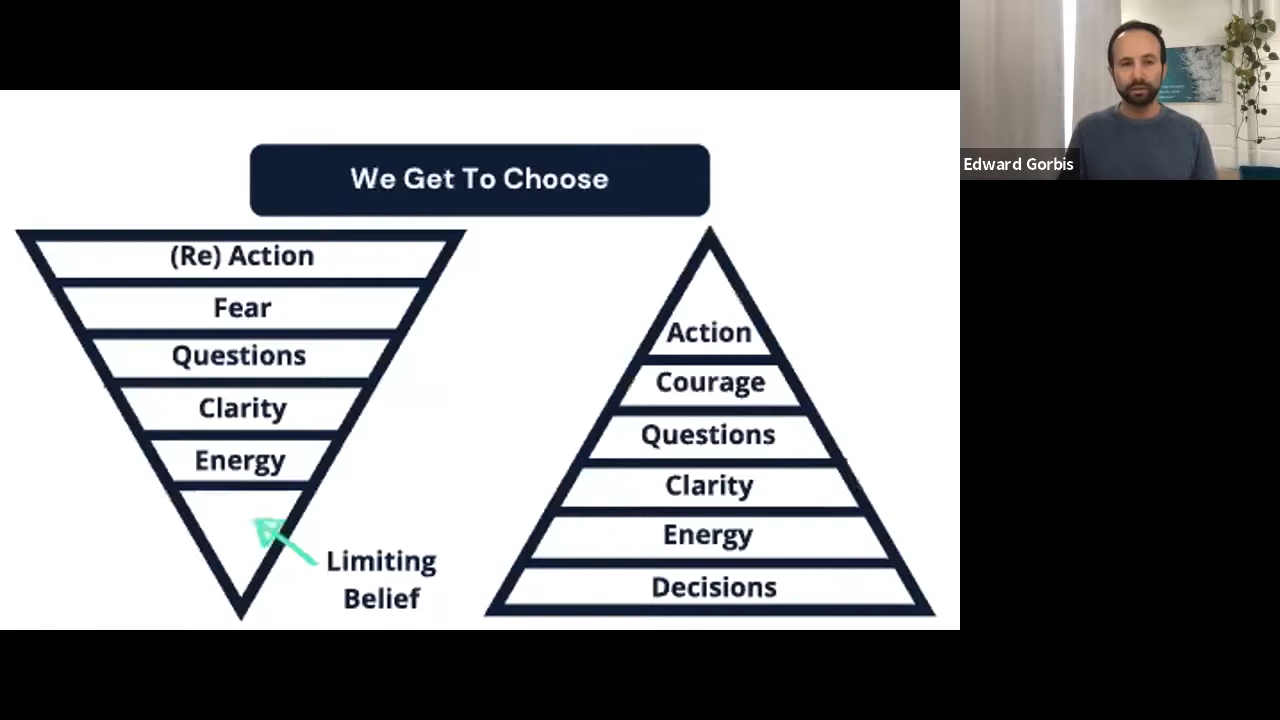 We Get To Choose
(Re) Action
Fear
Questions
Clarity
Energy
Limiting
Belief
Action
Courage
Questions
Clarity
Energy
Decisions
Edward Gorbis